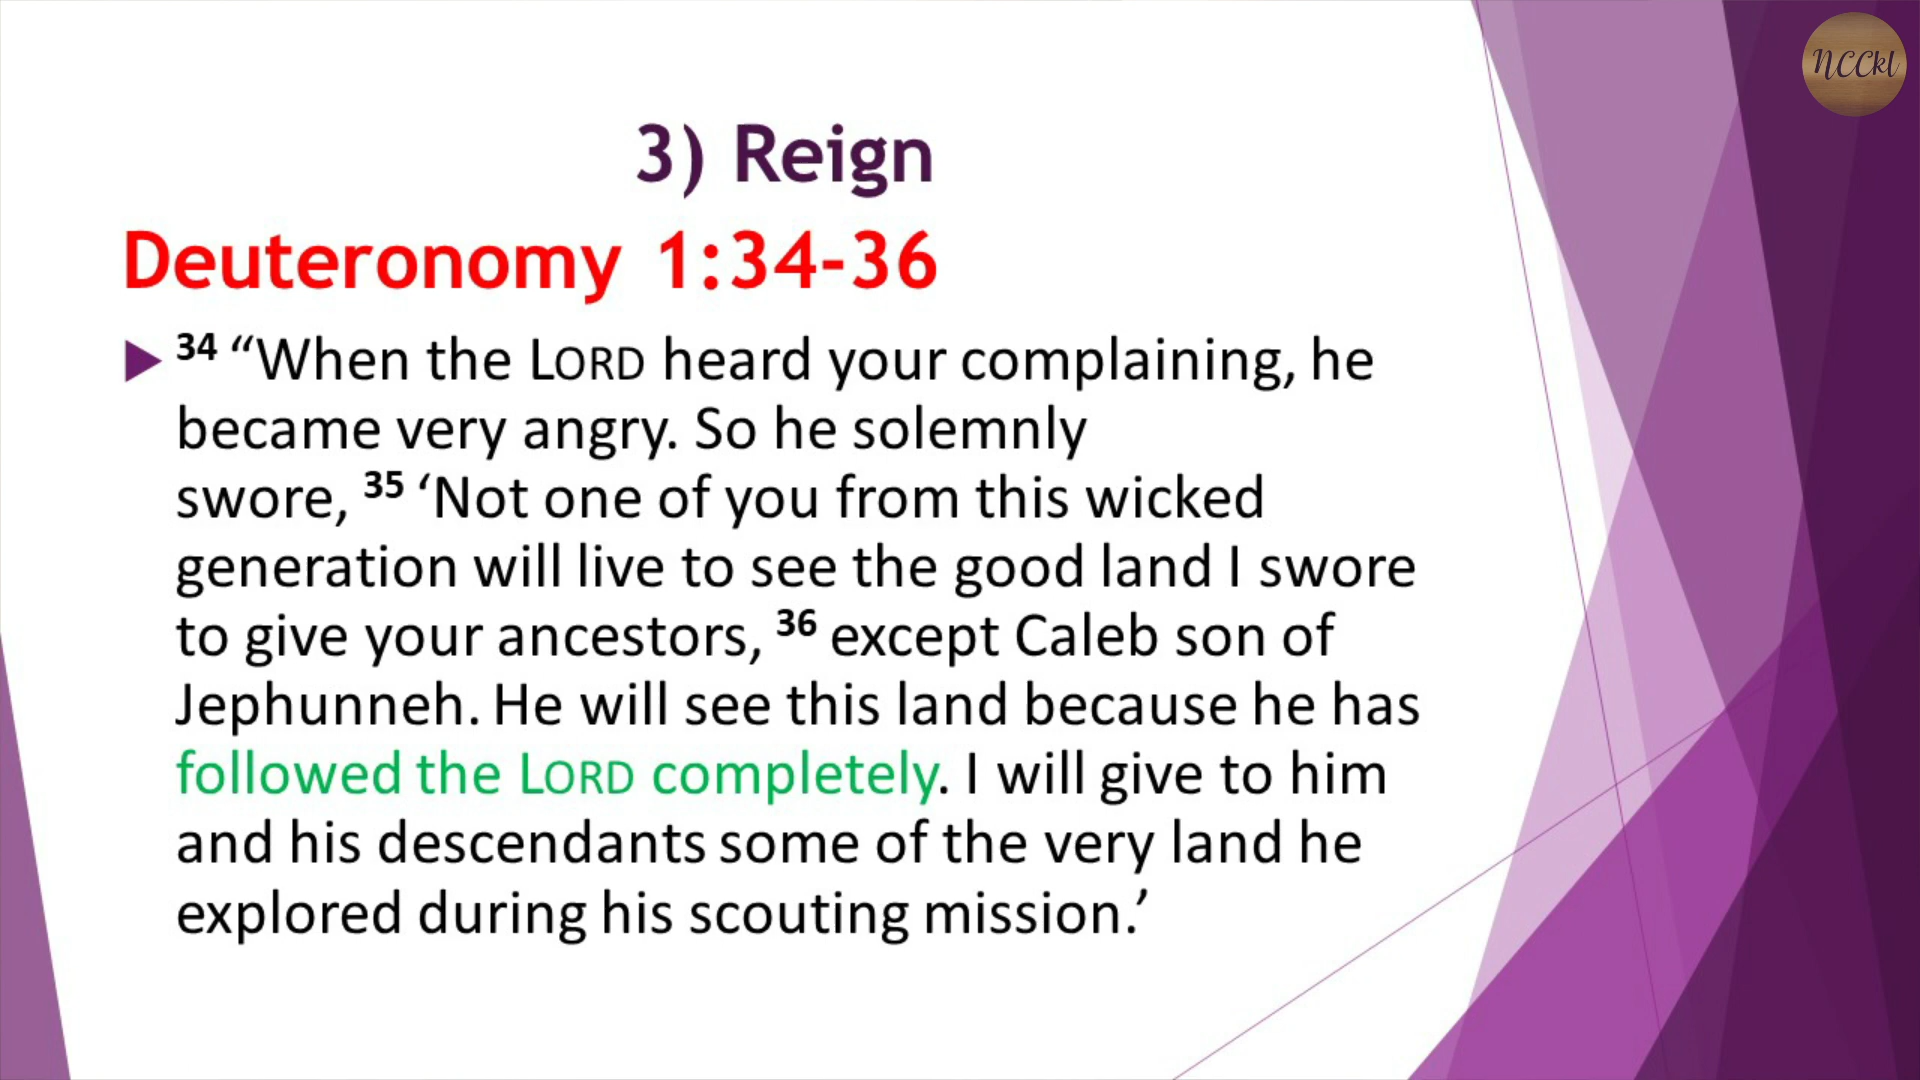 NCCkl
3) Reign
Deuteronomy 1:34-36
34 “When the LORD heard your complaining, he
became very angry. So he solemnly
swore, 35 ‘Not one of you from this wicked
generation will live to see the good land I swore
to give your ancestors, 36 except Caleb son of
Jephunneh. He will see this land because he has
followed the LORD completely. I will give to him
and his descendants some of the very land he
explored during his scouting mission.’